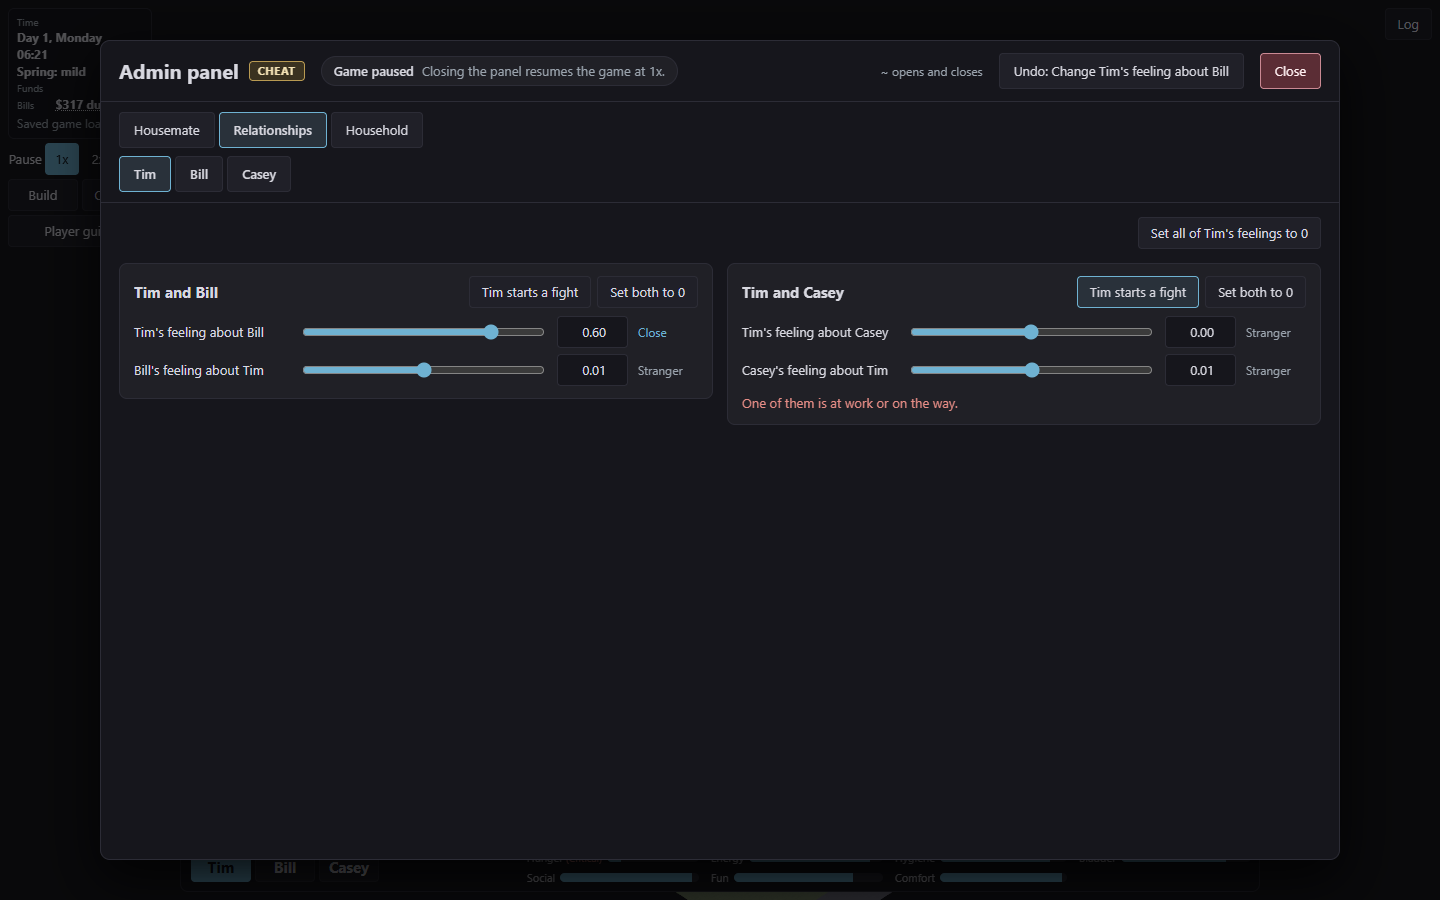 Time
Day 1, Monday
06:21
Spring: mild
Funds
Bills $317 du
Saved game loa
Pause 1x 2
Build C
Player gui
Log
Admin panel CHEAT Game paused Closing the panel resumes the game at 1x. ~ opens and closes Undo: Change Tim's feeling about Bill Close
Housemate Relationships Household
Tim Bill Casey
Set all of Tim's feelings to 0
Tim and Bill Tim starts a fight Set both to 0
Tim's feeling about Bill 0.60 Close
Bill's feeling about Tim 0.01 Stranger
Tim and Casey Tim starts a fight Set both to 0
Tim's feeling about Casey 0.00 Stranger
Casey's feeling about Tim 0.01 Stranger
One of them is at work or on the way.
Tim Bill Casey
Social Fun Comfort